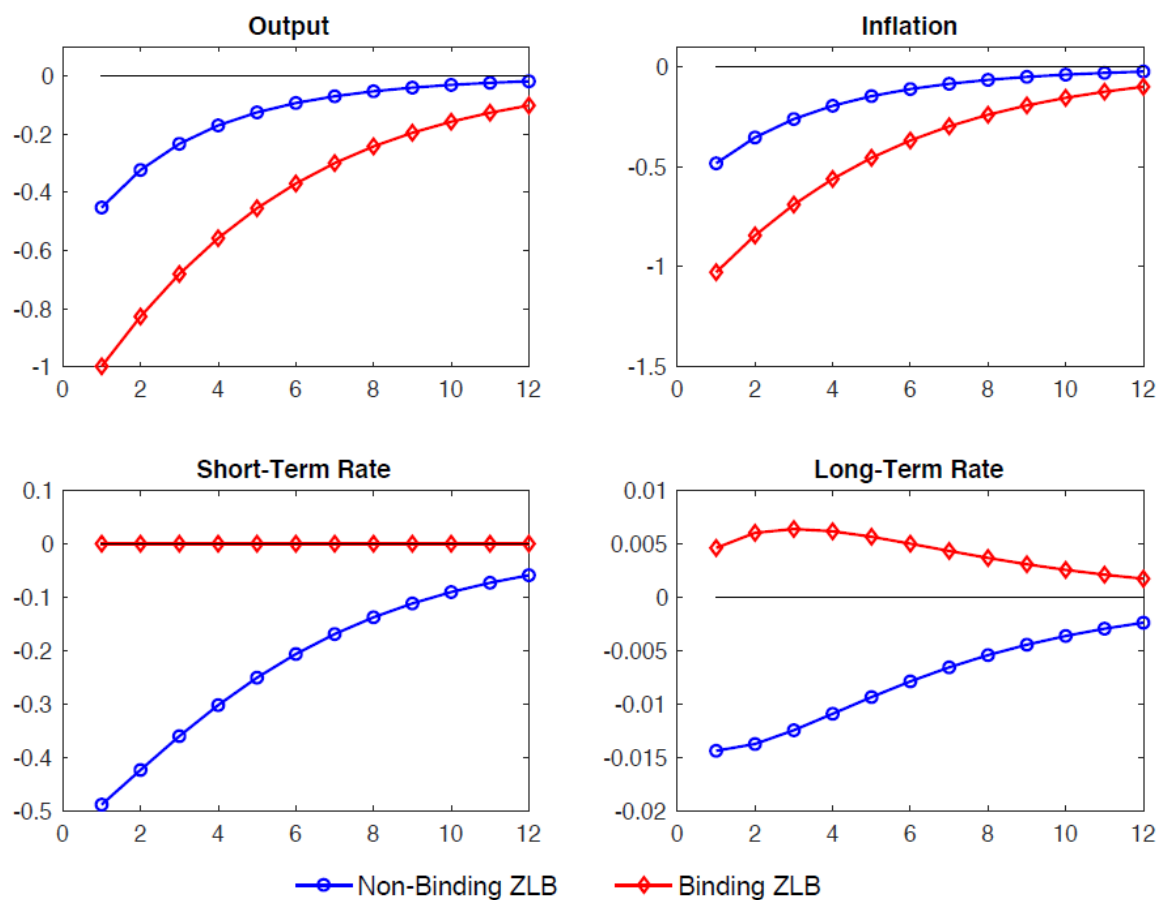 Output
0
-0.2
-0.4
-0.6
-0.8
-1
0 2 4 6 8 10 12
Inflation
0
-0.5
-1
-1.5
0 2 4 6 8 10 12
Short-Term Rate
0.1
0
-0.1
-0.2
-0.3
-0.4
-0.5
0 2 4 6 8 10 12
Long-Term Rate
0.01
0.005
0
-0.005
-0.01
-0.015
-0.02
0 2 4 6 8 10 12
Non-Binding ZLB Binding ZLB